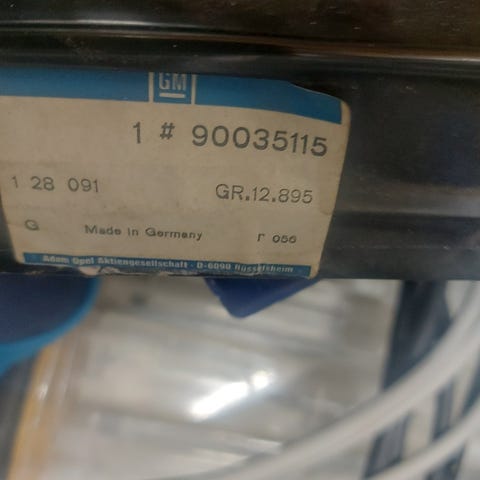 GM
1 # 90035115
1 28 091 GR.12.895
G Made in Germany r 056
Adam Opel Aktiengesellschaft · D-6090 Rüsselsheim